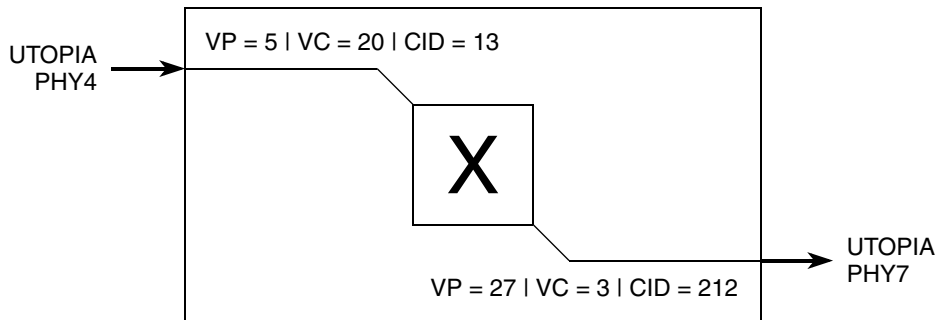 VP = 5 | VC = 20 | CID = 13
UTOPIA
PHY4
X
UTOPIA
PHY7
VP = 27 | VC = 3 | CID = 212